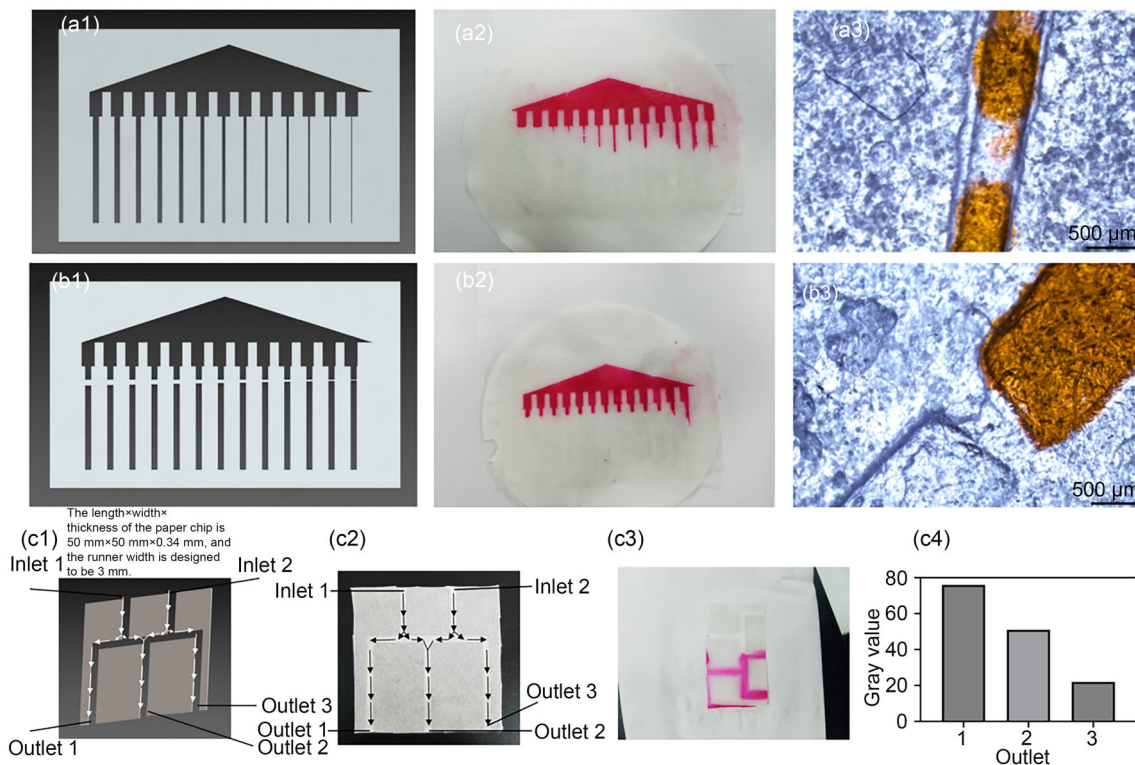 (a1)
(a2)
(a3)
500 μm
(b1)
(b2)
(b3)
500 μm
The length×width×
thickness of the paper chip is
50 mm×50 mm×0.34 mm, and
the runner width is designed
to be 3 mm.
(c1)
Inlet 1
Inlet 2
Outlet 3
Outlet 1
Outlet 2
(c2)
Inlet 1
Inlet 2
Outlet 3
Outlet 1
Outlet 2
(c3)
(c4)
80
60
40
20
0
Gray value
1 2 3
Outlet